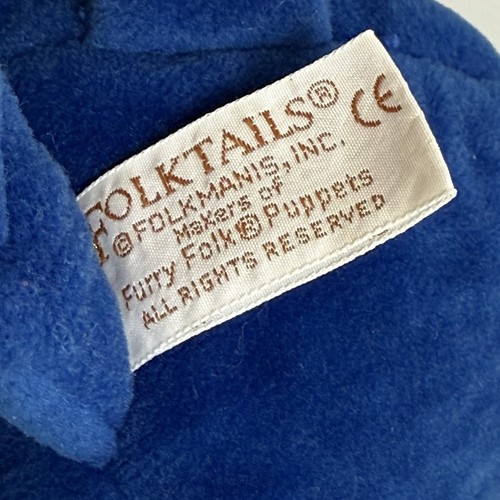 FOLKTAILS® CE
©FOLKMANIS, INC.
Makers of
Furry Folk® Puppets
ALL RIGHTS RESERVED